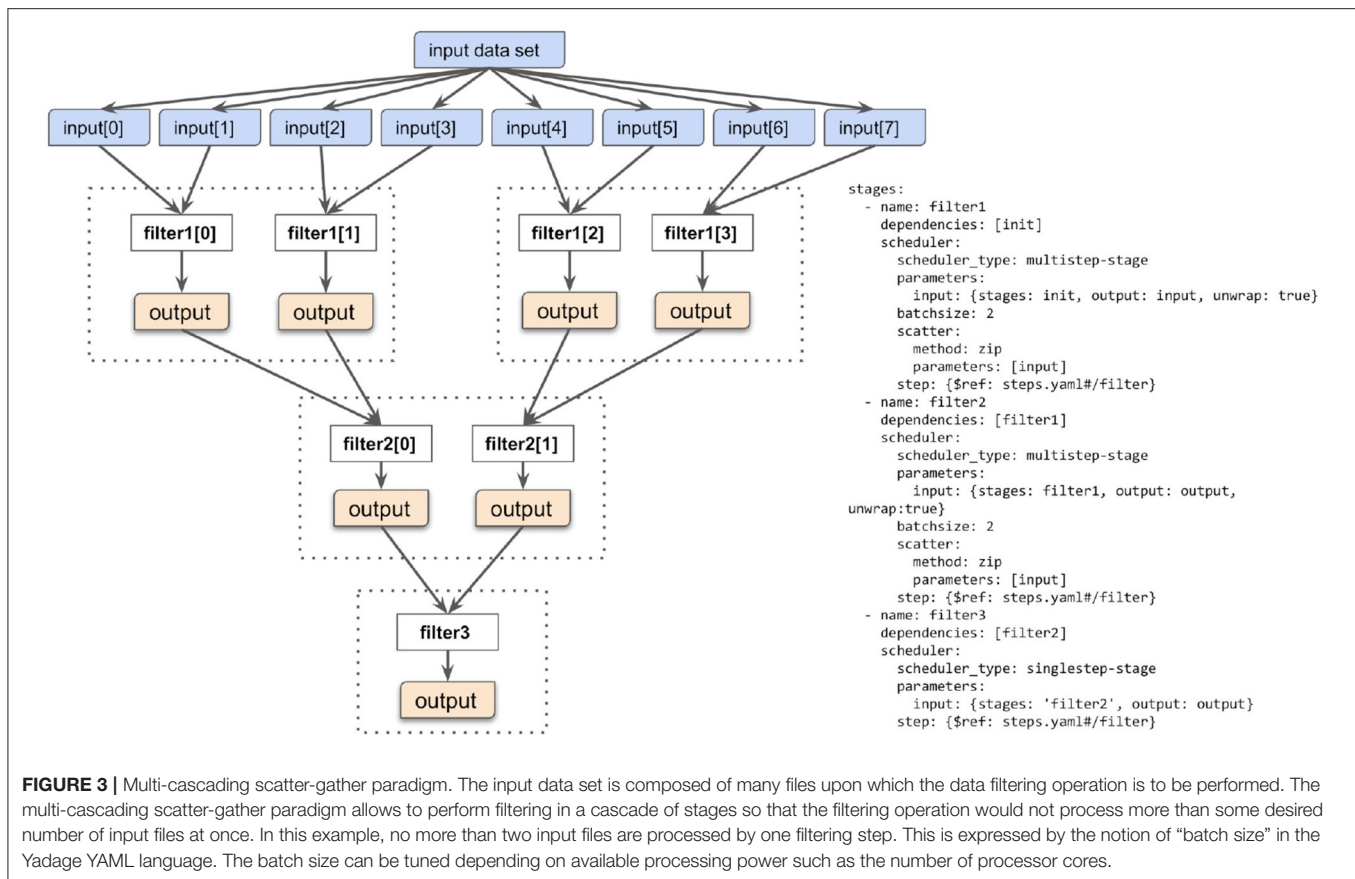 input data set
input[0] input[1] input[2] input[3] input[4] input[5] input[6] input[7]
filter1[0] filter1[1] filter1[2] filter1[3]
output output output output
filter2[0] filter2[1]
output output
filter3
output
stages:
  - name: filter1
    dependencies: [init]
    scheduler:
      scheduler_type: multistep-stage
      parameters:
        input: {stages: init, output: input, unwrap: true}
      batchsize: 2
      scatter:
        method: zip
        parameters: [input]
      step: {$ref: steps.yaml#/filter}
  - name: filter2
    dependencies: [filter1]
    scheduler:
      scheduler_type: multistep-stage
      parameters:
        input: {stages: filter1, output: output,
unwrap:true}
      batchsize: 2
      scatter:
        method: zip
        parameters: [input]
      step: {$ref: steps.yaml#/filter}
  - name: filter3
    dependencies: [filter2]
    scheduler:
      scheduler_type: singlestep-stage
      parameters:
        input: {stages: 'filter2', output: output}
      step: {$ref: steps.yaml#/filter}
FIGURE 3 | Multi-cascading scatter-gather paradigm. The input data set is composed of many files upon which the data filtering operation is to be performed. The
multi-cascading scatter-gather paradigm allows to perform filtering in a cascade of stages so that the filtering operation would not process more than some desired
number of input files at once. In this example, no more than two input files are processed by one filtering step. This is expressed by the notion of “batch size” in the
Yadage YAML language. The batch size can be tuned depending on available processing power such as the number of processor cores.